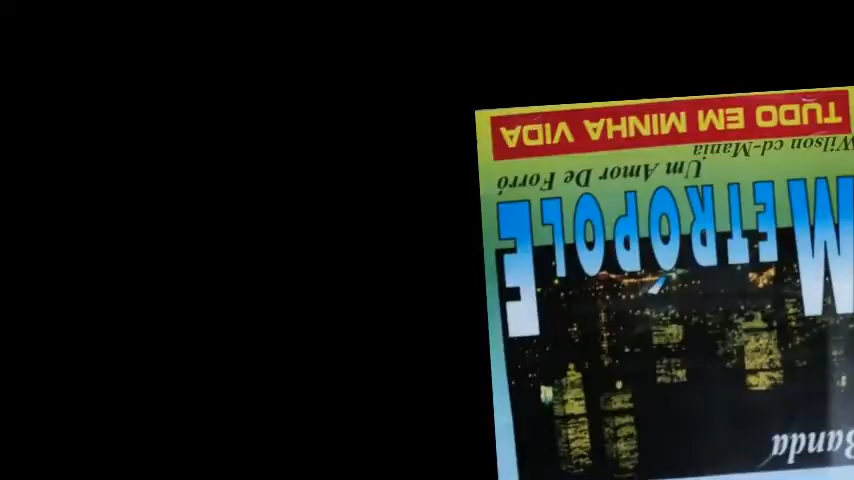 Banda
METRÓPOLE
Um Amor De Forró
Wilson cd-Mania
TUDO EM MINHA VIDA